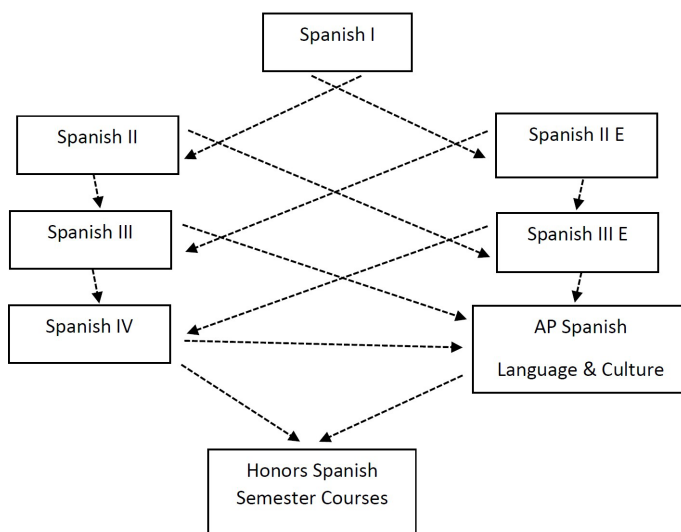 Spanish I
Spanish II
Spanish II E
Spanish III
Spanish III E
Spanish IV
AP Spanish
Language & Culture
Honors Spanish
Semester Courses